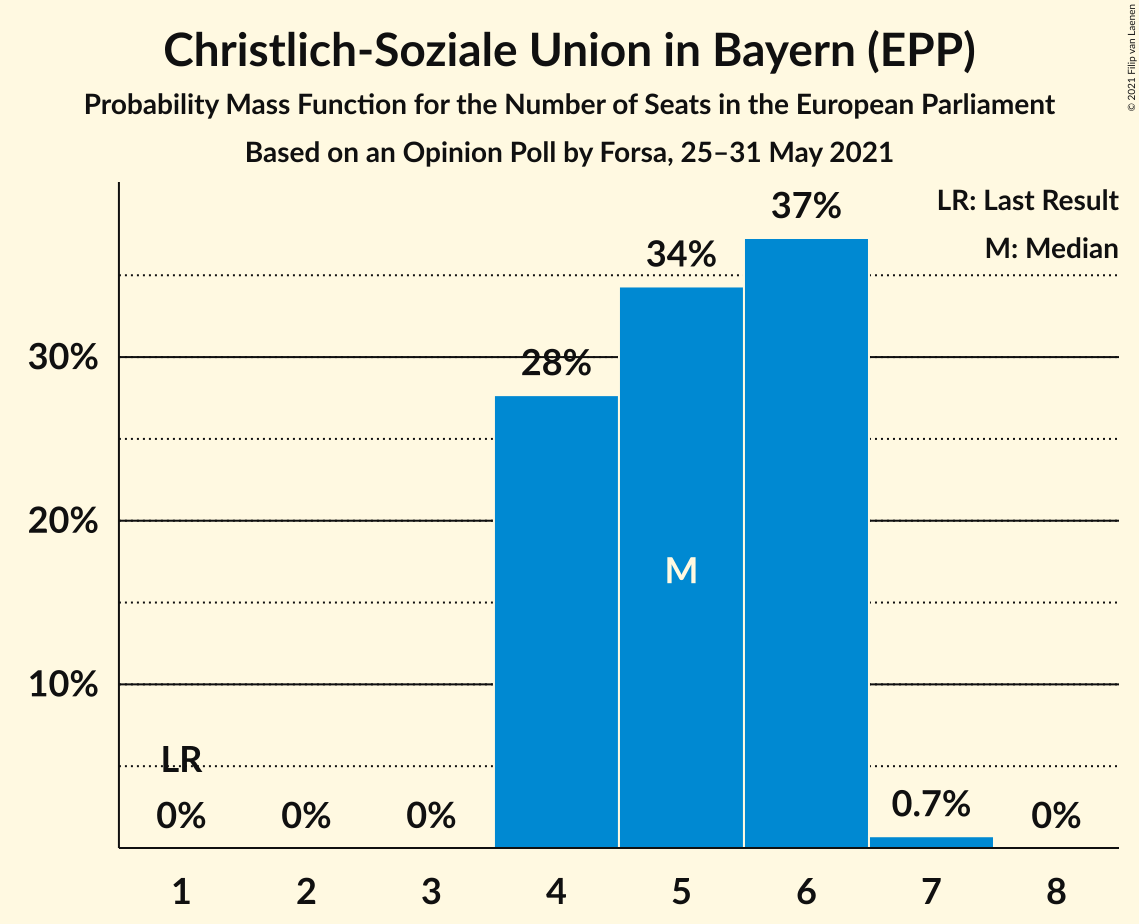 Christlich-Soziale Union in Bayern (EPP)
Probability Mass Function for the Number of Seats in the European Parliament
Based on an Opinion Poll by Forsa, 25–31 May 2021
© 2021 Filip van Laenen
LR: Last Result
M: Median
37%
34%
30%
28%
20%
M
10%
LR
0%
0%
0%
0.7%
0%
1
2
3
4
5
6
7
8